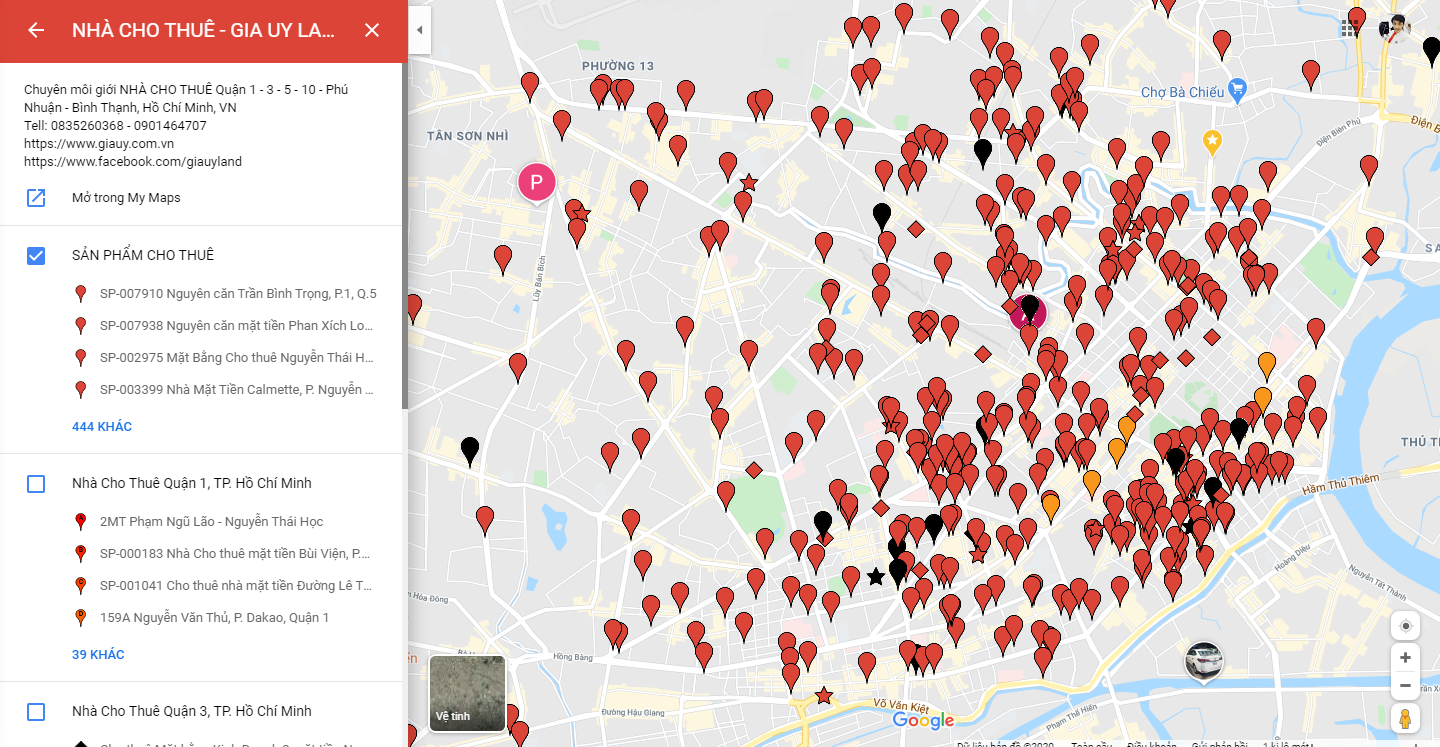 NHÀ CHO THUÊ - GIA UY LA...
Chuyên môi giới NHÀ CHO THUÊ Quận 1 - 3 - 5 - 10 - Phú
Nhuận - Bình Thạnh, Hồ Chí Minh, VN
Tell: 0835260368 - 0901464707
https://www.giauy.com.vn
https://www.facebook.com/giauyland
Mở trong My Maps
SẢN PHẨM CHO THUÊ
SP-007910 Nguyên căn Trần Bình Trọng, P.1, Q.5
SP-007938 Nguyên căn mặt tiền Phan Xích Lo...
SP-002975 Mặt Bằng Cho thuê Nguyễn Thái H...
SP-003399 Nhà Mặt Tiền Calmette, P. Nguyễn ...
444 KHÁC
Nhà Cho Thuê Quận 1, TP. Hồ Chí Minh
2MT Phạm Ngũ Lão - Nguyễn Thái Học
SP-000183 Nhà Cho thuê mặt tiền Bùi Viện, P....
SP-001041 Cho thuê nhà mặt tiền Đường Lê T...
159A Nguyễn Văn Thủ, P. Dakao, Quận 1
39 KHÁC
Nhà Cho Thuê Quận 3, TP. Hồ Chí Minh
PHƯỜNG 13
TÂN SƠN NHÌ
Chợ Bà Chiểu
Điện Biên Phủ
P
Lũy Bán Bích
THỦ
Hầm Thủ Thiêm
Hoàng Diệu
Nguyễn Tất Thành
Hòa Đông
Hồng Bàng
Vệ tinh
Đường Hậu Giang
Võ Văn Kiệt
Google
Phạm Thế Hiển
Dữ liệu bản đồ ©2020
Toàn cầu
Điều khoản
Gửi phản hồi